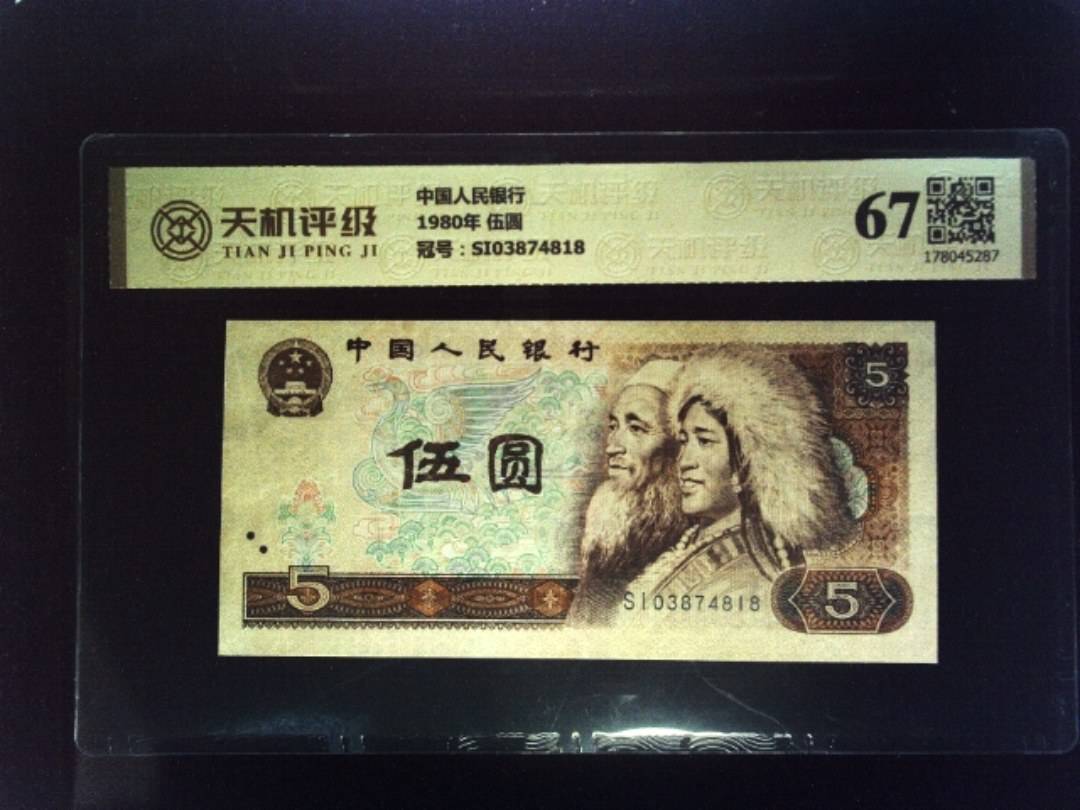 天机评级
TIAN JI PING JI
中国人民银行
1980年 伍圆
冠号：SI03874818
67
178045287
中国人民银行
5
伍圆
5
SI03874818
5